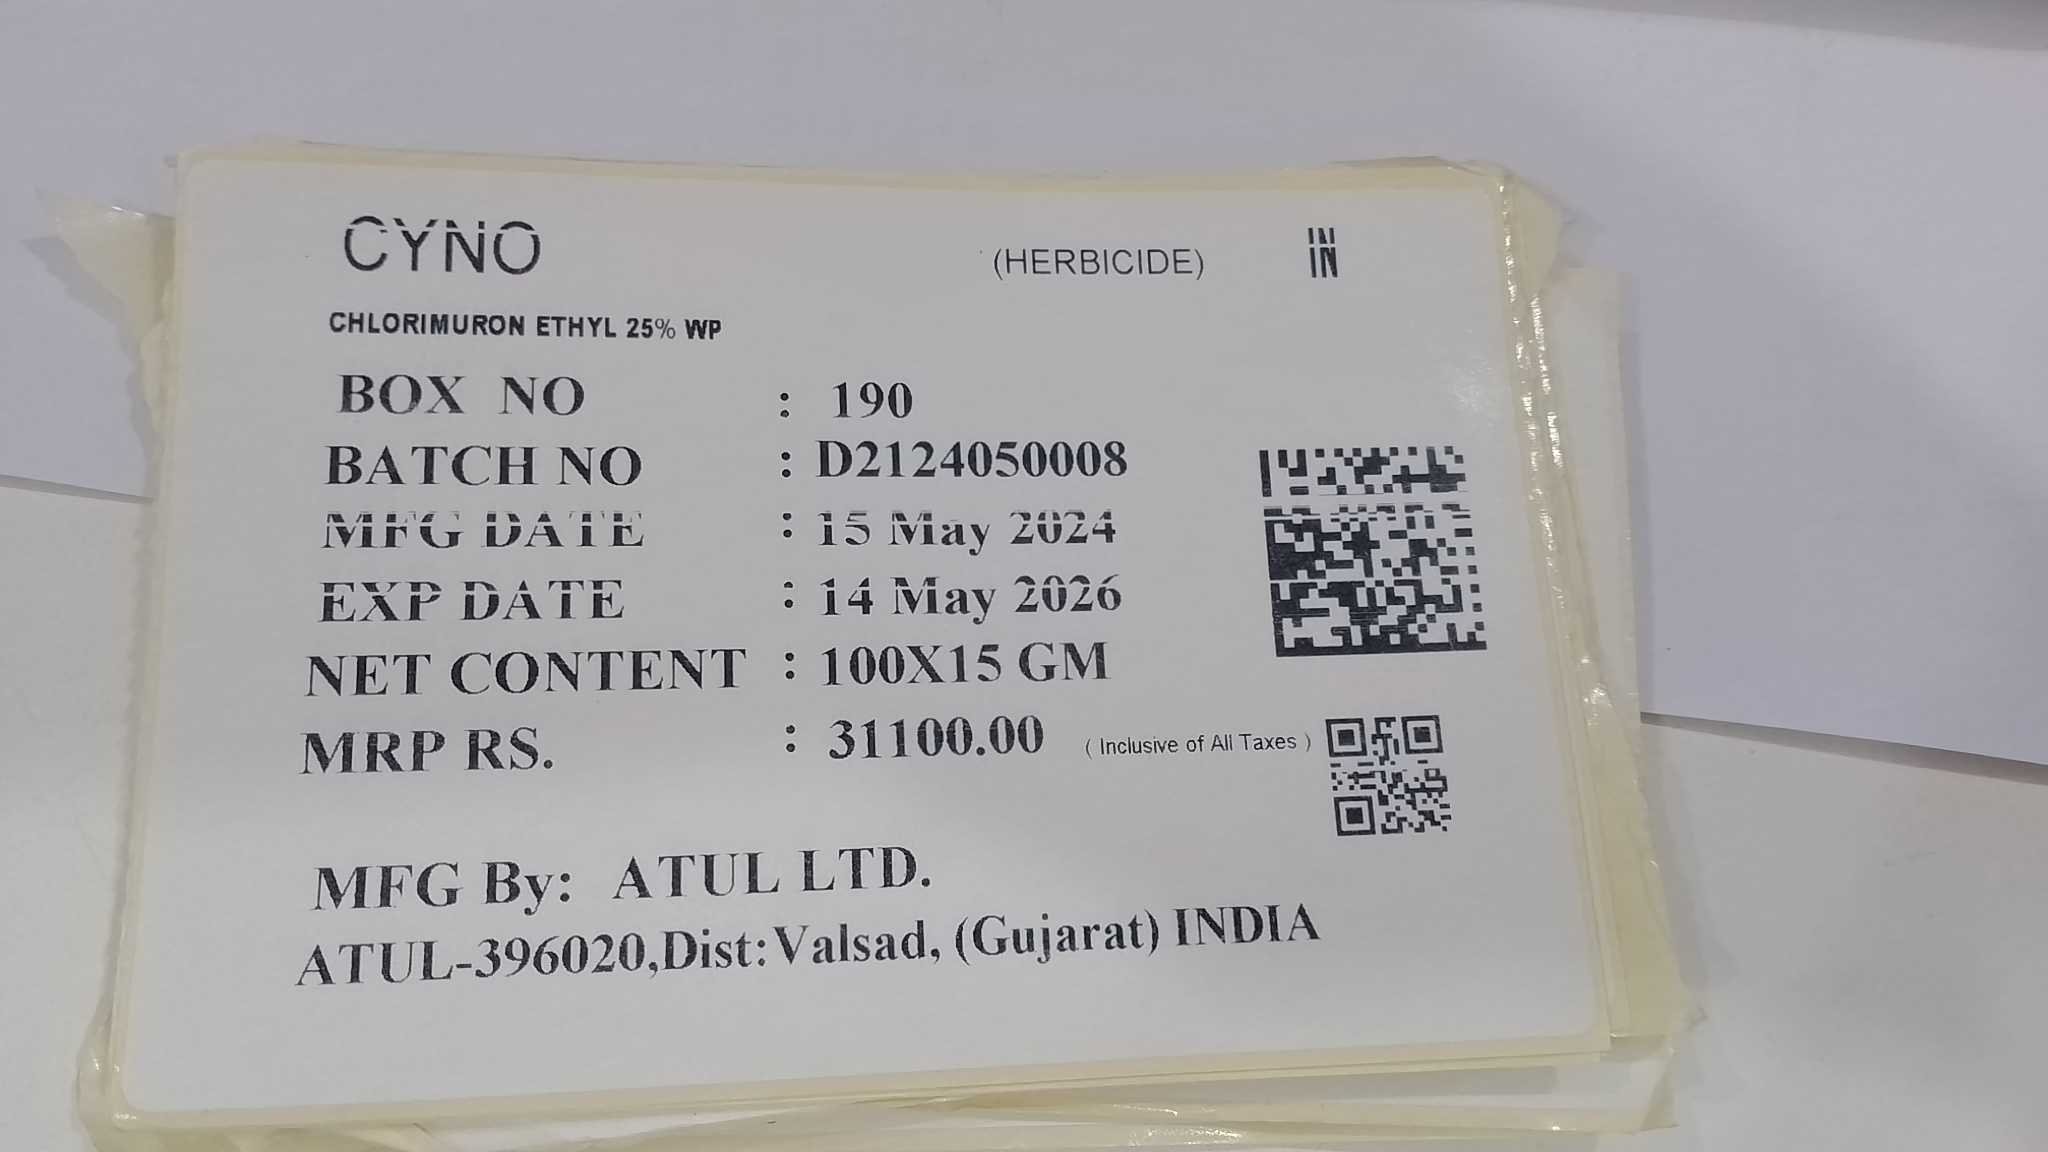 CYNO (HERBICIDE) IN
IN
CHLORIMURON ETHYL 25% WP
BOX NO : 190
BATCH NO : D2124050008
MFG DATE : 15 May 2024
EXP DATE : 14 May 2026
NET CONTENT : 100X15 GM
MRP RS. : 31100.00 ( Inclusive of All Taxes )
MFG By: ATUL LTD.
ATUL-396020,Dist:Valsad, (Gujarat) INDIA